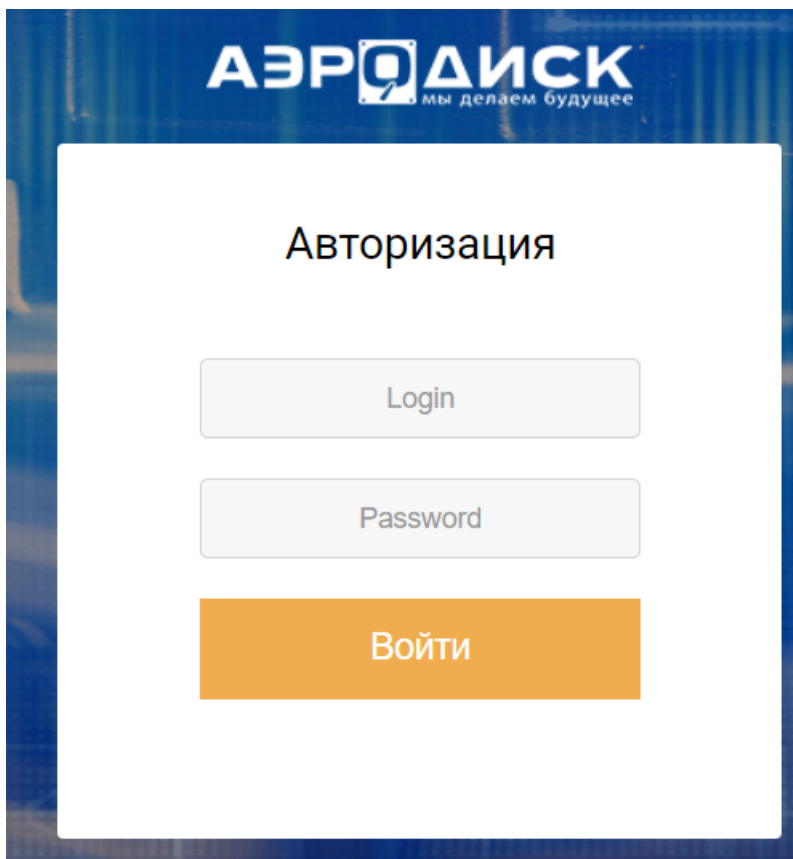 АЭРОДИСК
мы делаем будущее
Авторизация
Login
Password
Войти